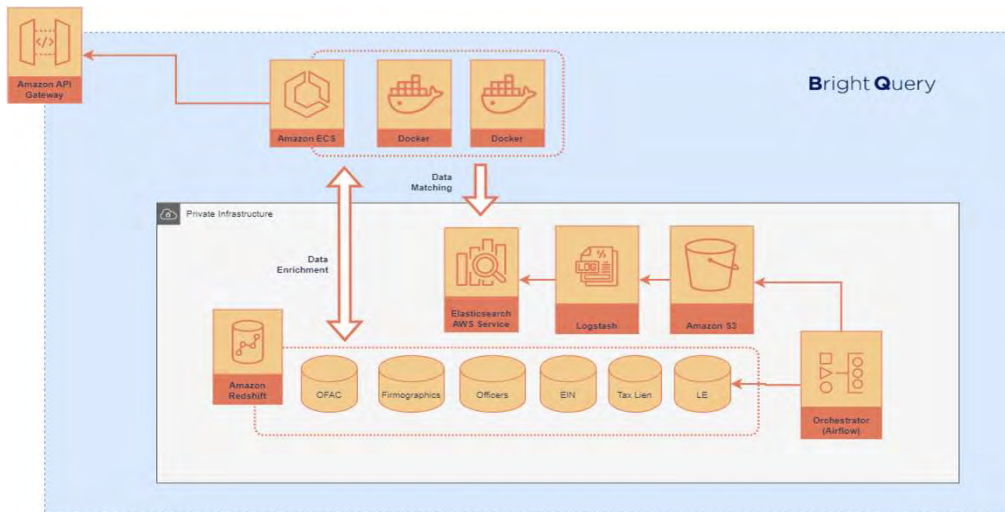 Amazon API
Gateway
Amazon ECS
Docker
Docker
Bright Query
Data
Matching
Private Infrastructure
Data
Enrichment
LOG
Elasticsearch
AWS Service
Logstash
Amazon S3
Amazon
Redshift
OFAC
Firmographics
Officers
EIN
Tax Lien
LE
Orchestrator
(Airflow)